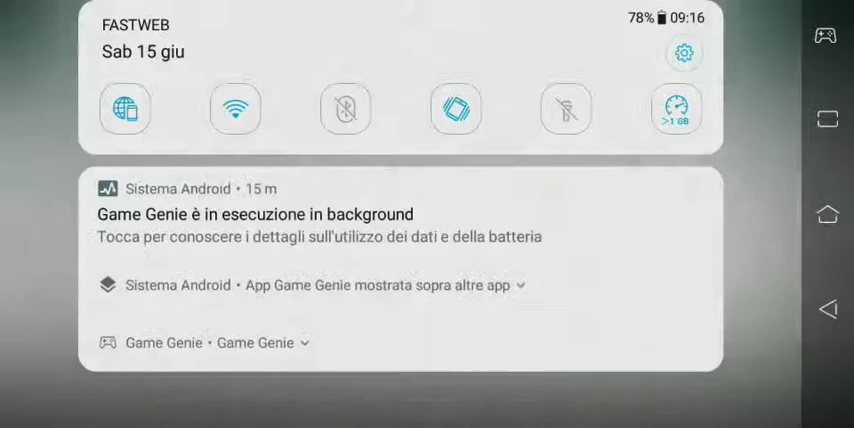 FASTWEB
78% 09:16
Sab 15 giu
>1 GB
Sistema Android • 15 m
Game Genie è in esecuzione in background
Tocca per conoscere i dettagli sull'utilizzo dei dati e della batteria
Sistema Android • App Game Genie mostrata sopra altre app
Game Genie • Game Genie